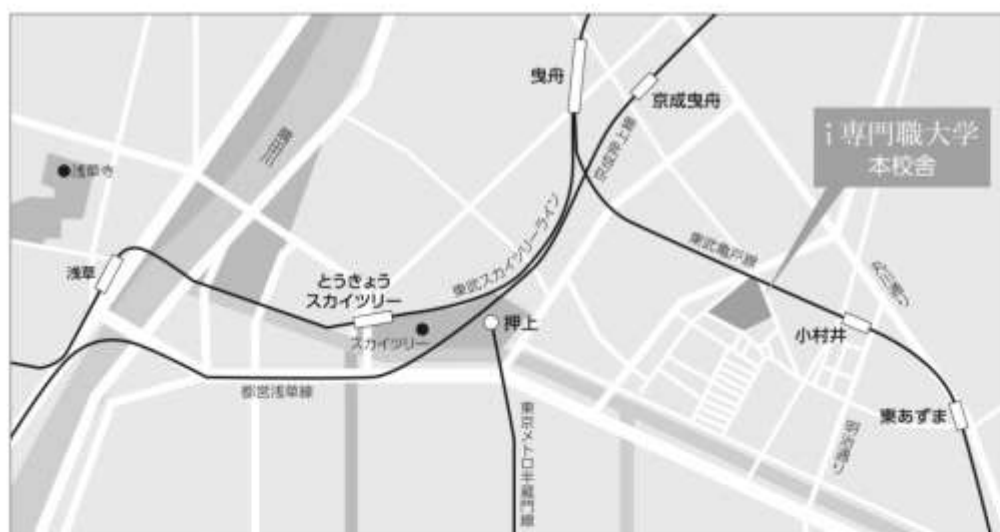 曳舟
京成曳舟
隅田川
i 専門職大学
本校舎
京成押上線
浅草寺
東武スカイツリーライン
東武亀戸線
浅草
とうきょう
スカイツリー
押上
スカイツリー
小村井
都営浅草線
東京メトロ半蔵門線
明治通り
東あずま